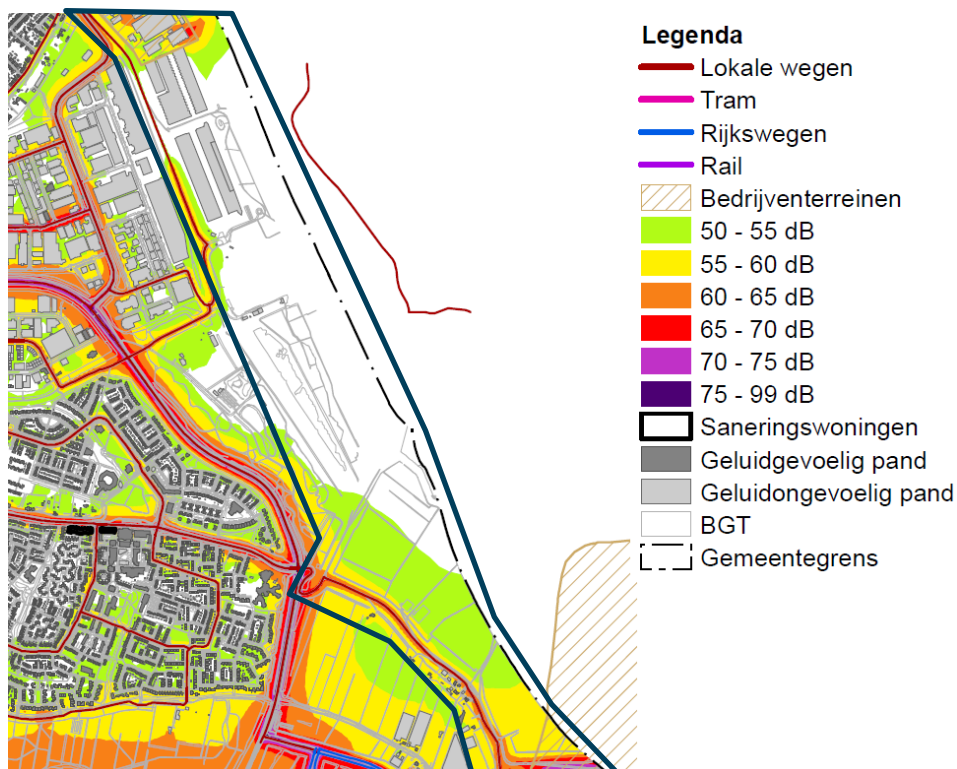 Legenda
Lokale wegen
Tram
Rijkswegen
Rail
Bedrijventerreinen
50 - 55 dB
55 - 60 dB
60 - 65 dB
65 - 70 dB
70 - 75 dB
75 - 99 dB
Saneringswoningen
Geluidgevoelig pand
Geluidongevoelig pand
BGT
Gemeentegrens